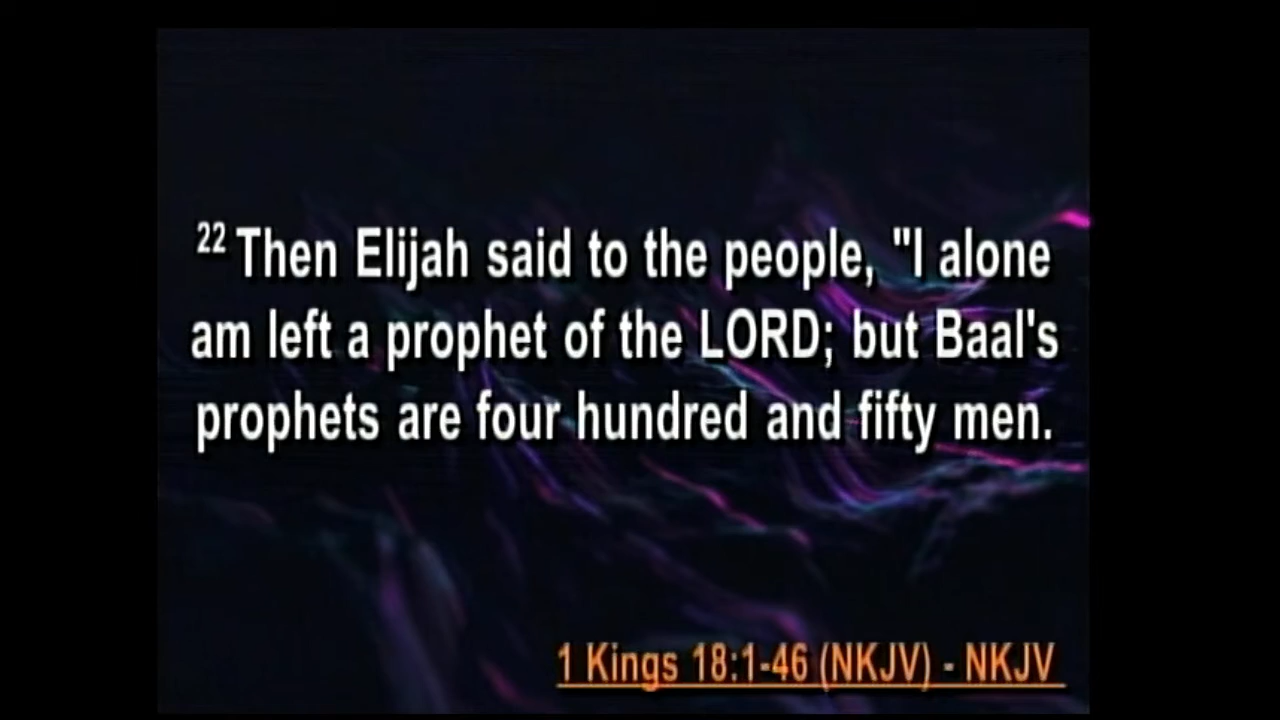 22 Then Elijah said to the people, "I alone
am left a prophet of the LORD; but Baal's
prophets are four hundred and fifty men.
1 Kings 18:1-46 (NKJV) - NKJV